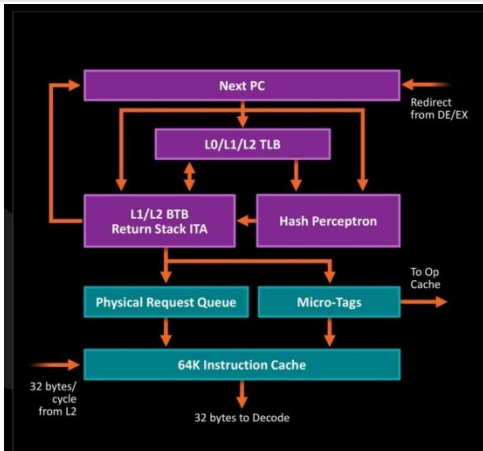 Next PC
Redirect
from DE/EX
L0/L1/L2 TLB
L1/L2 BTB
Return Stack ITA
Hash Perceptron
To Op
Cache
Physical Request Queue
Micro-Tags
64K Instruction Cache
32 bytes/
cycle
from L2
32 bytes to Decode